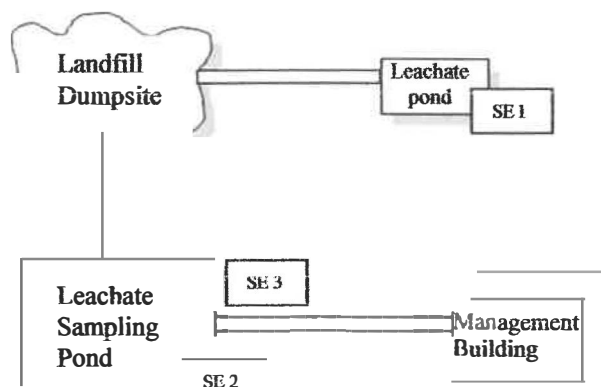 Landfill
Dumpsite
Leachate
pond
SE 1
SE 3
Leachate
Sampling
Pond
Management
Building
SE 2